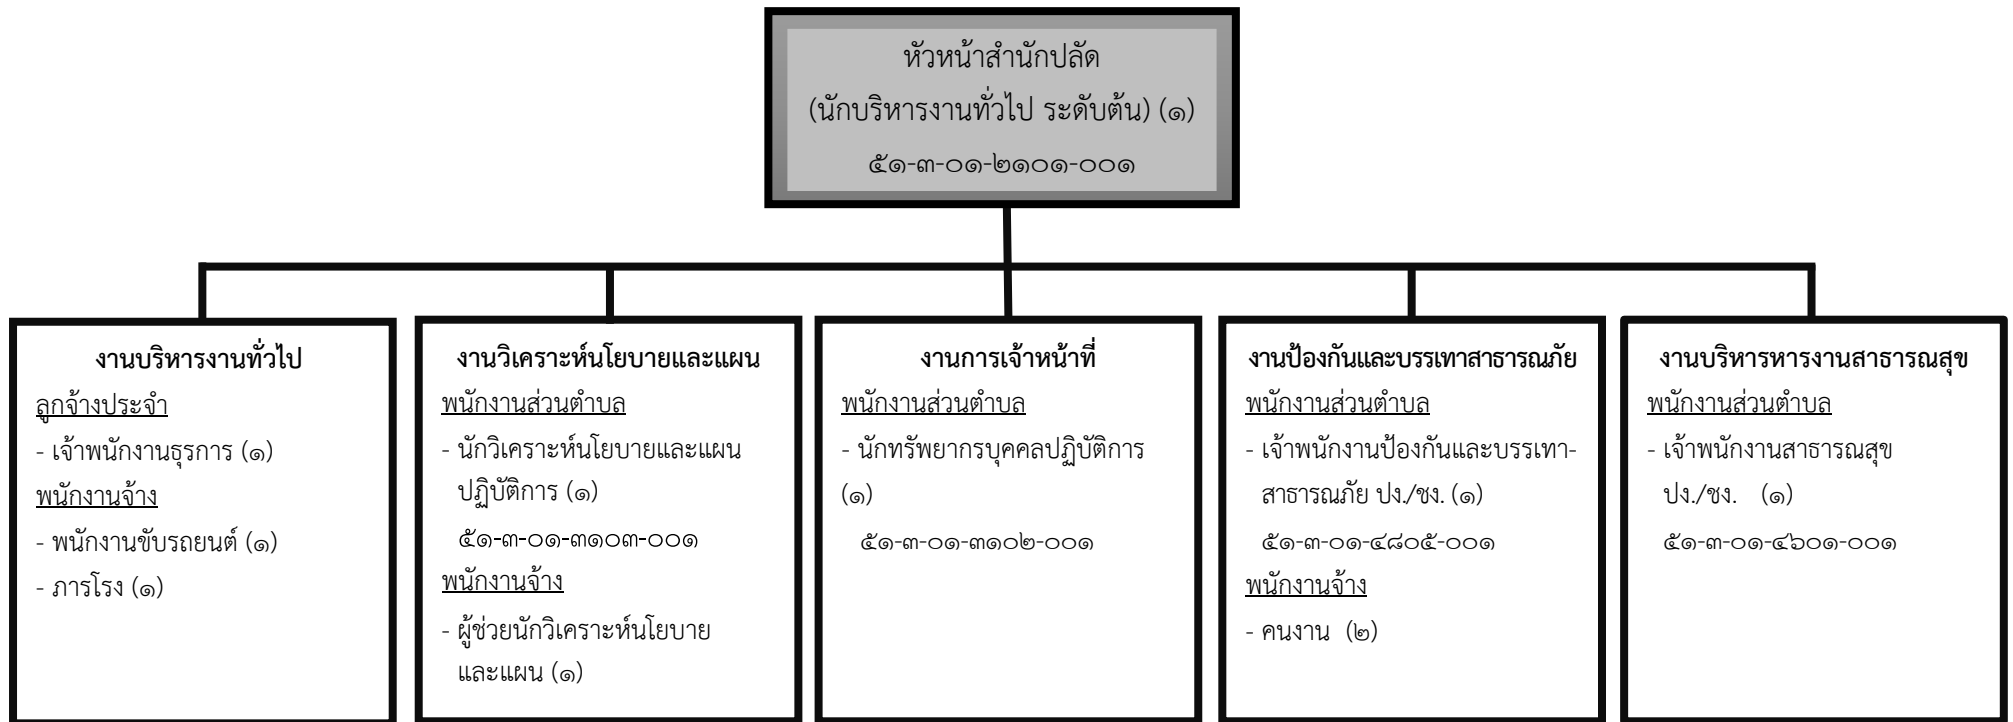 หัวหน้าสำนักปลัด
(นักบริหารงานทั่วไป ระดับต้น) (๑)
๕๑-๓-๐๑-๒๑๐๑-๐๐๑
งานบริหารงานทั่วไป
ลูกจ้างประจำ
- เจ้าพนักงานธุรการ (๑)
พนักงานจ้าง
- พนักงานขับรถยนต์ (๑)
- ภารโรง (๑)
งานวิเคราะห์นโยบายและแผน
พนักงานส่วนตำบล
- นักวิเคราะห์นโยบายและแผน
ปฏิบัติการ (๑)
๕๑-๓-๐๑-๓๑๐๓-๐๐๑
พนักงานจ้าง
- ผู้ช่วยนักวิเคราะห์นโยบาย
และแผน (๑)
งานการเจ้าหน้าที่
พนักงานส่วนตำบล
- นักทรัพยากรบุคคลปฏิบัติการ
(๑)
๕๑-๓-๐๑-๓๑๐๒-๐๐๑
งานป้องกันและบรรเทาสาธารณภัย
พนักงานส่วนตำบล
- เจ้าพนักงานป้องกันและบรรเทา-
สาธารณภัย ปง./ชง. (๑)
๕๑-๓-๐๑-๔๘๐๕-๐๐๑
พนักงานจ้าง
- คนงาน (๒)
งานบริหารหารงานสาธารณสุข
พนักงานส่วนตำบล
- เจ้าพนักงานสาธารณสุข
ปง./ชง. (๑)
๕๑-๓-๐๑-๔๖๐๑-๐๐๑